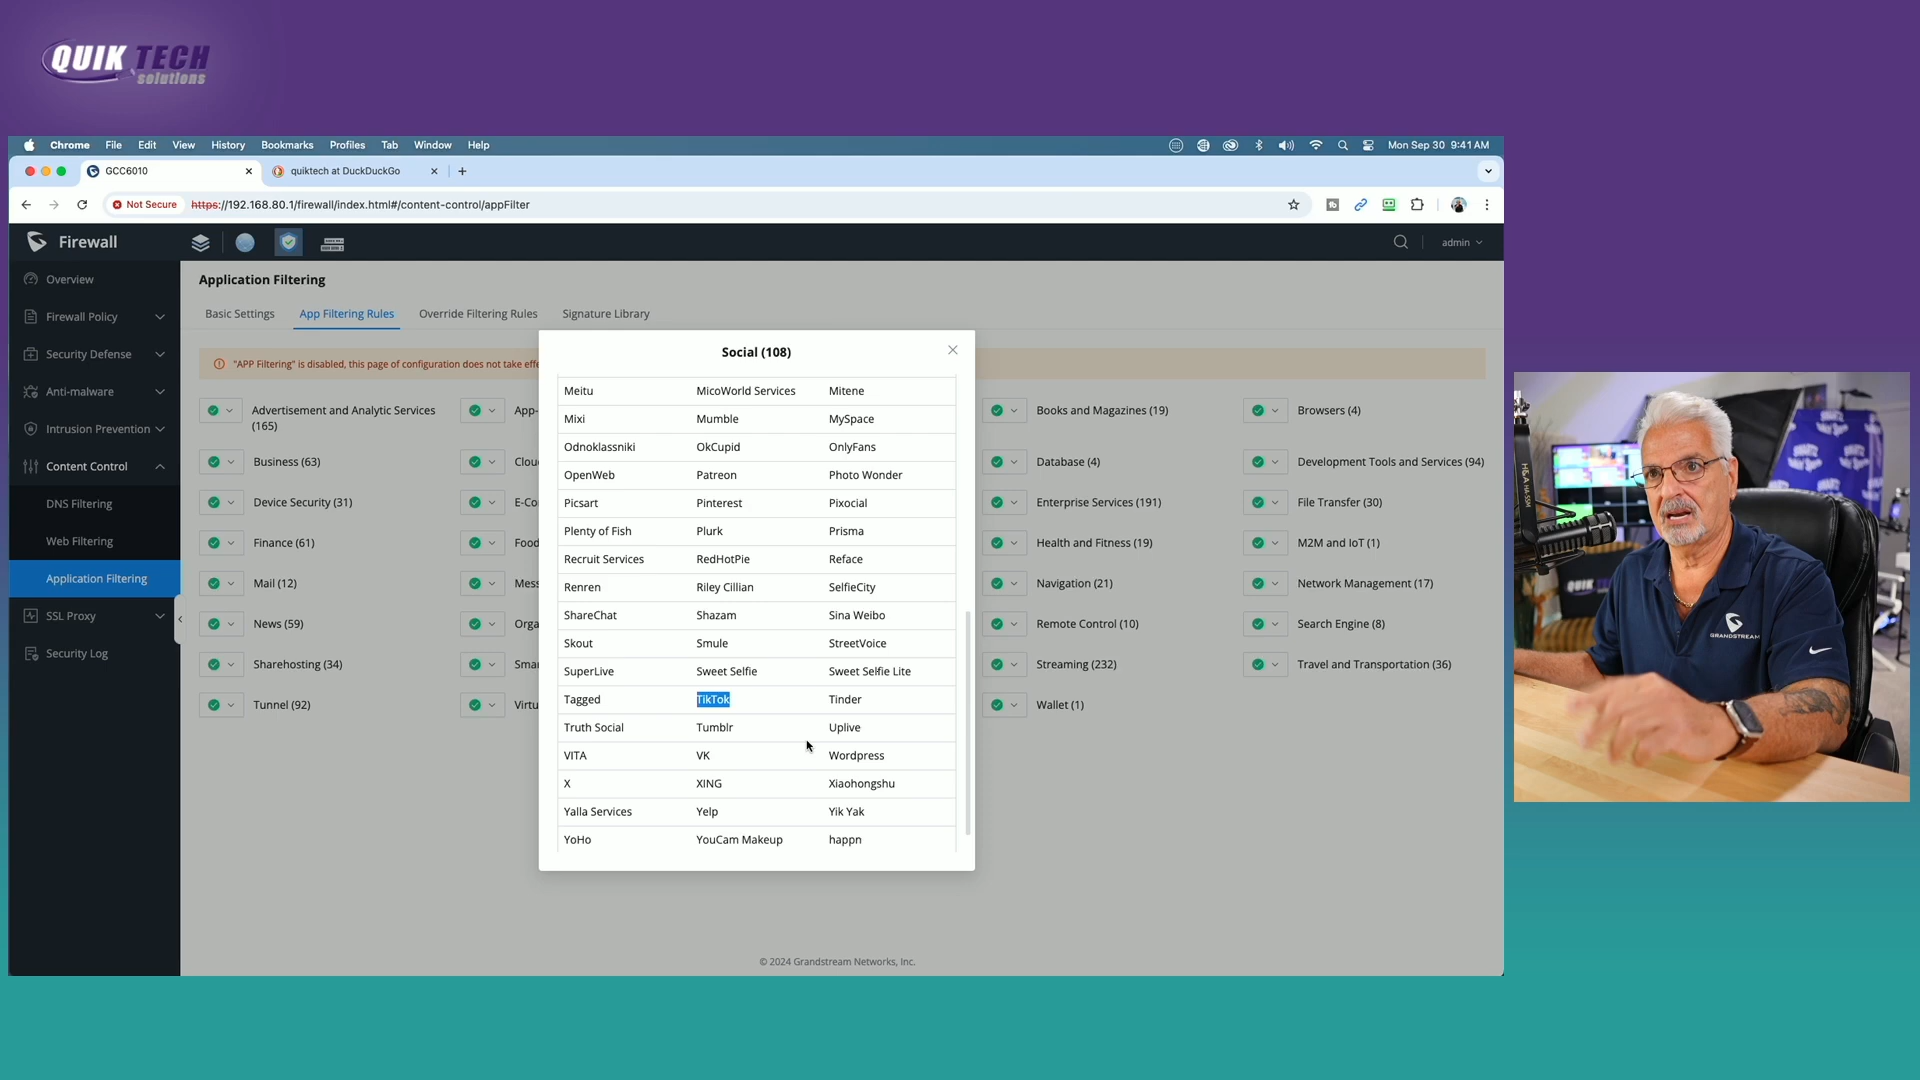 QUIK TECH
solutions
Chrome File Edit View History Bookmarks Profiles Tab Window Help
Mon Sep 30 9:41 AM
GCC6010
quiktech at DuckDuckGo
Not Secure
https://192.168.80.1/firewall/index.html#/content-control/appFilter
Firewall
admin
Overview
Firewall Policy
Security Defense
Anti-malware
Intrusion Prevention
Content Control
DNS Filtering
Web Filtering
Application Filtering
SSL Proxy
Security Log
Application Filtering
Basic Settings App Filtering Rules Override Filtering Rules Signature Library
"APP Filtering" is disabled, this page of configuration does not take effe
Advertisement and Analytic Services
(165)
App-
Books and Magazines (19)
Browsers (4)
Business (63)
Clou
Database (4)
Development Tools and Services (94)
Device Security (31)
E-Co
Enterprise Services (191)
File Transfer (30)
Finance (61)
Food
Health and Fitness (19)
M2M and IoT (1)
Mail (12)
Mess
Navigation (21)
Network Management (17)
News (59)
Orga
Remote Control (10)
Search Engine (8)
Sharehosting (34)
Smar
Streaming (232)
Travel and Transportation (36)
Tunnel (92)
Virtu
Wallet (1)
Social (108)
Meitu MicoWorld Services Mitene
Mixi Mumble MySpace
Odnoklassniki OkCupid OnlyFans
OpenWeb Patreon Photo Wonder
Picsart Pinterest Pixocial
Plenty of Fish Plurk Prisma
Recruit Services RedHotPie Reface
Renren Riley Cillian SelfieCity
ShareChat Shazam Sina Weibo
Skout Smule StreetVoice
SuperLive Sweet Selfie Sweet Selfie Lite
Tagged TikTok Tinder
Truth Social Tumblr Uplive
VITA VK Wordpress
X XING Xiaohongshu
Yalla Services Yelp Yik Yak
YoHo YouCam Makeup happn
© 2024 Grandstream Networks, Inc.
GRANDSTREAM
QUIK TECH